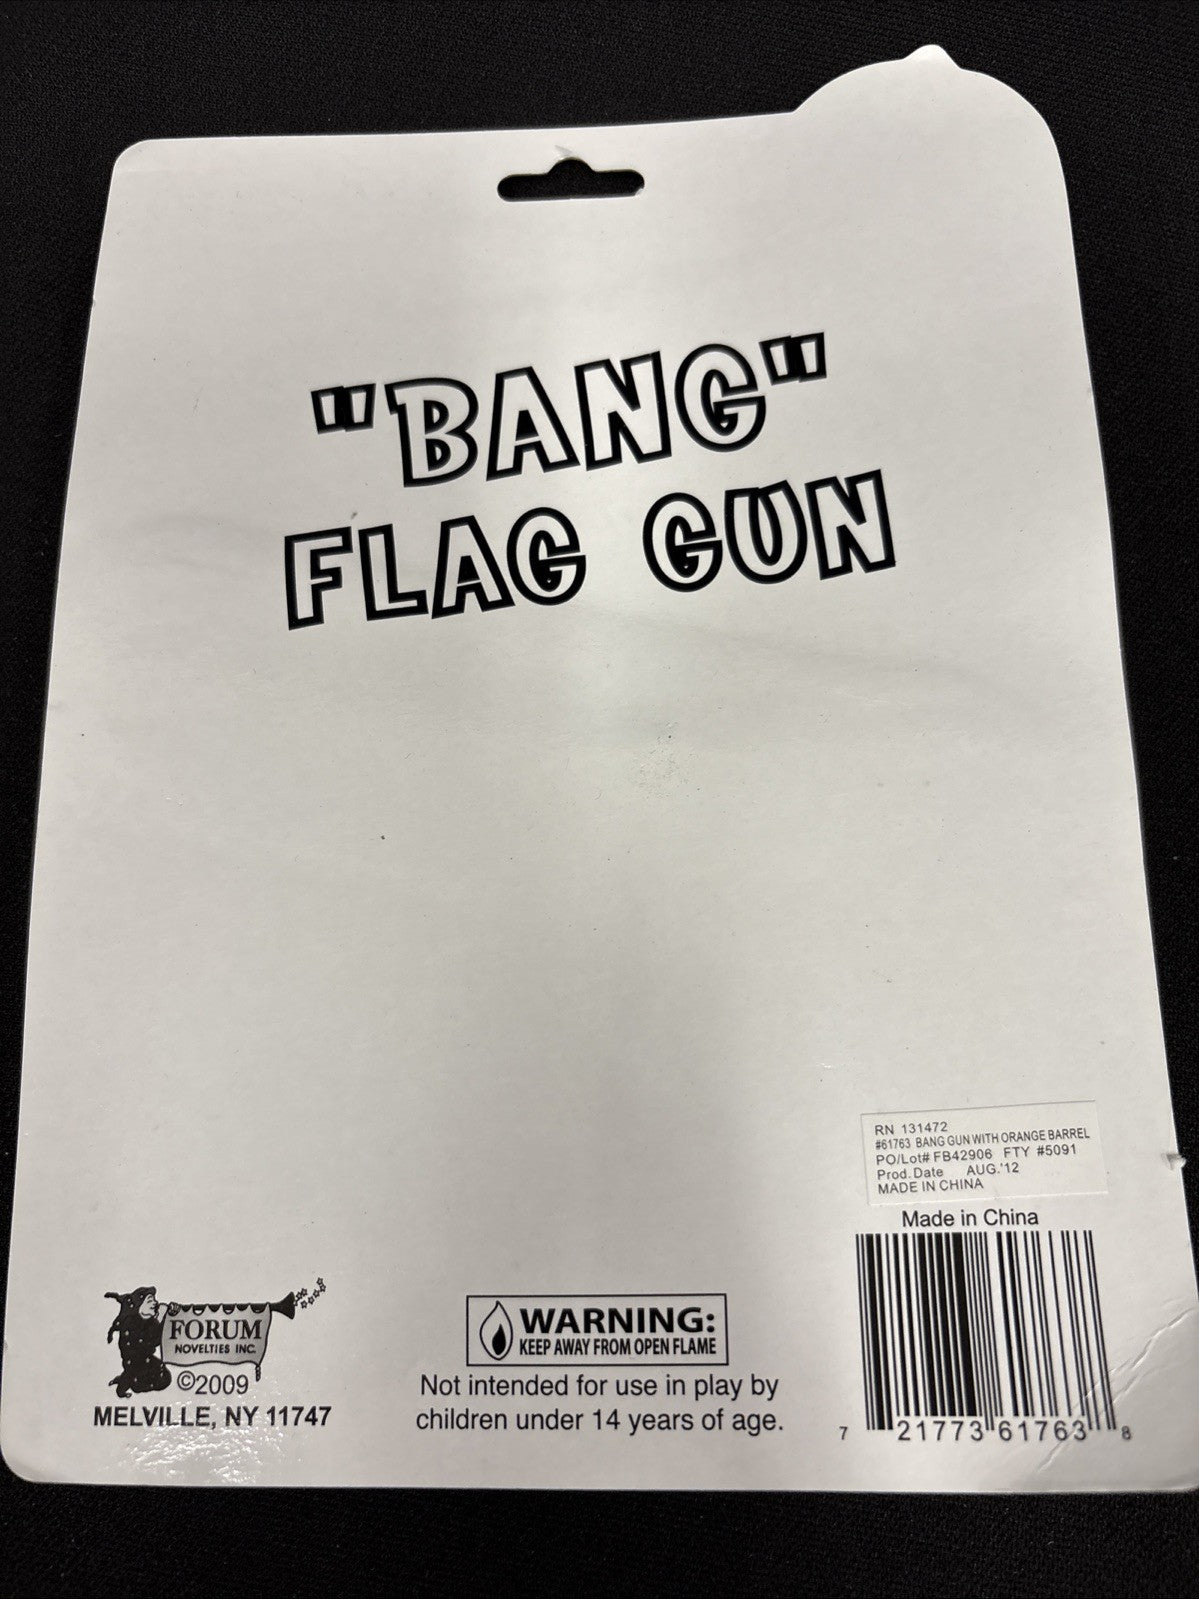 "BANG"
FLAG GUN
RN 131472
#61763 BANG GUN WITH ORANGE BARREL
PO/Lot# FB42906 FTY #5091
Prod. Date AUG.'12
MADE IN CHINA
Made in China
7 21773 61763 8
FORUM
NOVELTIES INC.
©2009
MELVILLE, NY 11747
WARNING:
KEEP AWAY FROM OPEN FLAME
Not intended for use in play by
children under 14 years of age.